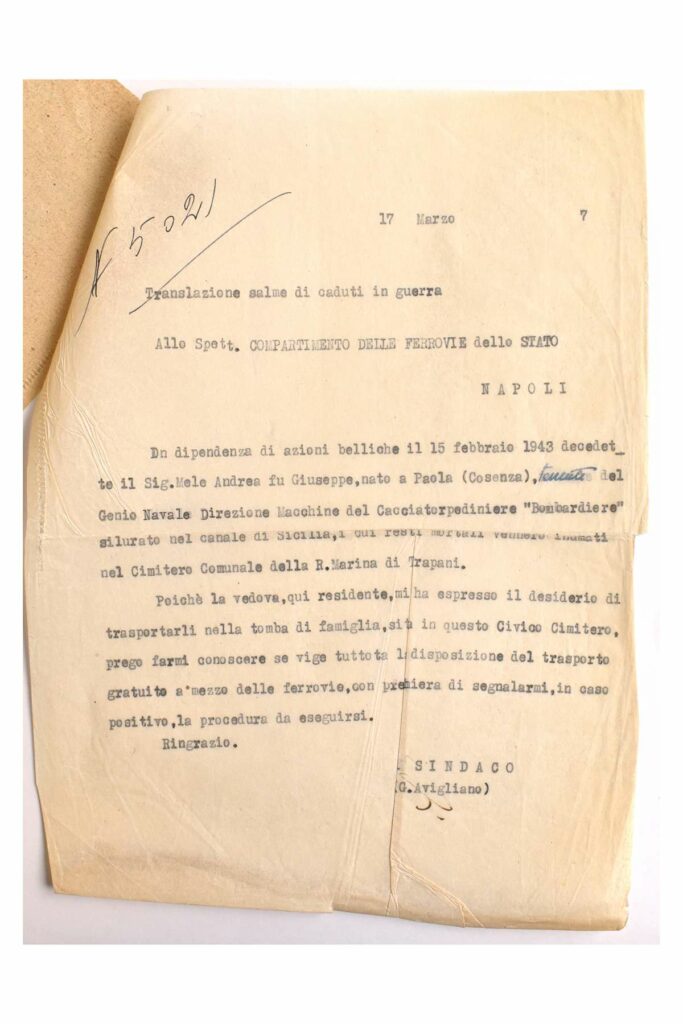 N 5021
17 Marzo 7
Translazione salme di caduti in guerra
Allo Spett. COMPARTIMENTO DELLE FERROVIE dello STATO
NAPOLI
Dn dipendenza di azioni belliche il 15 febbraio 1943 decedet_
te il Sig.Mele Andrea fu Giuseppe,nato a Paola (Cosenza),tenente del
Genio Navale Direzione Macchine del Cacciatorpediniere "Bombardiere"
silurato nel canale di Sicilia,i cui resti mortali vennero inumati
nel Cimitero Comunale della R.Marina di Trapani.
Poichè la vedova,qui residente,mi ha espresso il desiderio di
trasportarli nella tomba di famiglia,sita in questo Civico Cimitero,
prego farmi conoscere se vige tuttota la disposizione del trasporto
gratuito a mezzo delle ferrovie,con premiera di segnalarmi,in caso
positivo,la procedura da eseguirsi.
Ringrazio.
SINDACO
(G.Avigliano)